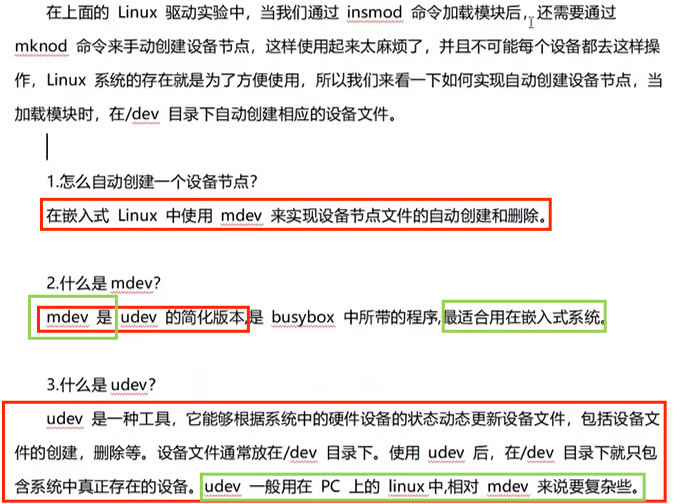 在上面的 Linux 驱动实验中，当我们通过 insmod 命令加载模块后，还需要通过
mknod 命令来手动创建设备节点，这样使用起来太麻烦了，并且不可能每个设备都去这样操
作，Linux 系统的存在就是为了方便使用，所以我们来看一下如何实现自动创建设备节点，当
加载模块时，在/dev 目录下自动创建相应的设备文件。
1.怎么自动创建一个设备节点？
在嵌入式 Linux 中使用 mdev 来实现设备节点文件的自动创建和删除。
2.什么是 mdev？
mdev 是 udev 的简化版本,是 busybox 中所带的程序,最适合用在嵌入式系统。
3.什么是 udev？
udev 是一种工具，它能够根据系统中的硬件设备的状态动态更新设备文件，包括设备文
件的创建，删除等。设备文件通常放在/dev 目录下。使用 udev 后，在/dev 目录下就只包
含系统中真正存在的设备。udev 一般用在 PC 上的 linux中,相对 mdev 来说要复杂些。